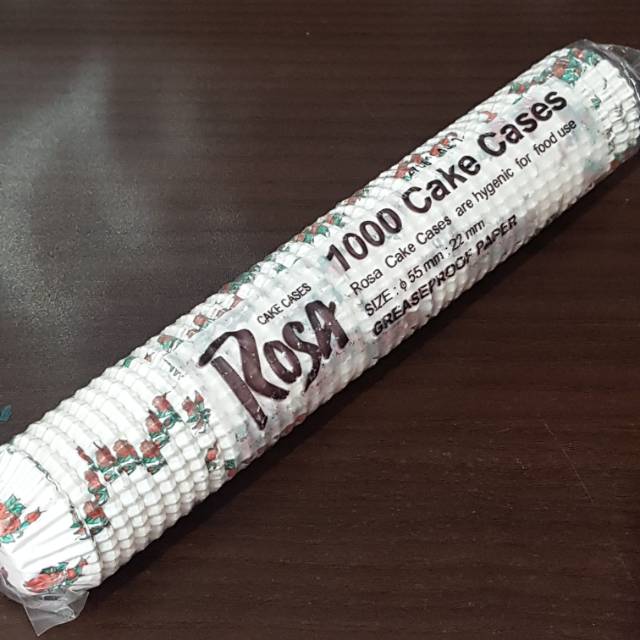 CAKE CASES
Rosa
1000 Cake Cases
Rosa Cake Cases are hygenic for food use
SIZE : ϕ 55 mm : 22 mm
GREASEPROOF PAPER